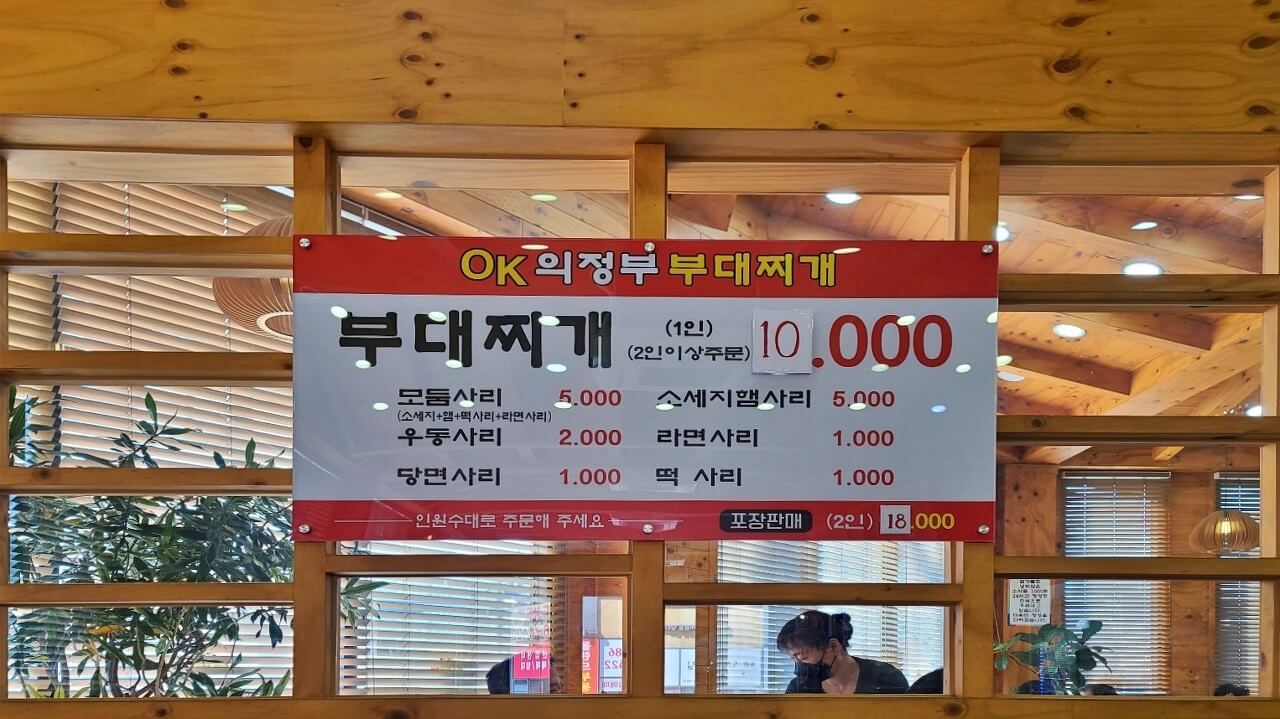 OK 의정부 부대찌개
부대찌개 (1인) 10.000
(2인이상주문)
모둠사리 5.000 소세지햄사리 5.000
(소세지+햄+떡사리+라면사리)
우동사리 2.000 라면사리 1.000
당면사리 1.000 떡 사리 1.000
인원수대로 주문해 주세요 포장판매 (2인) 18.000